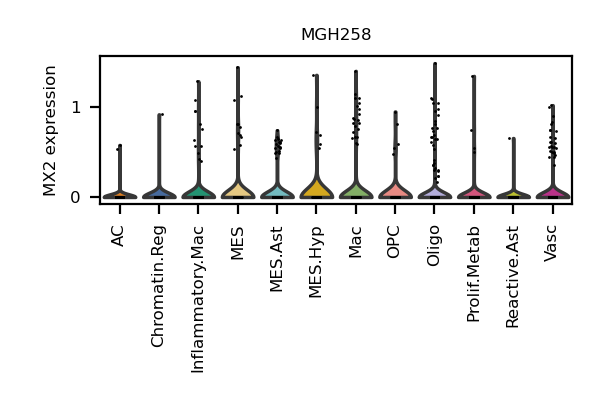 MGH258
MX2 expression
1
0
AC
Chromatin.Reg
Inflammatory.Mac
MES
MES.Ast
MES.Hyp
Mac
OPC
Oligo
Prolif.Metab
Reactive.Ast
Vasc